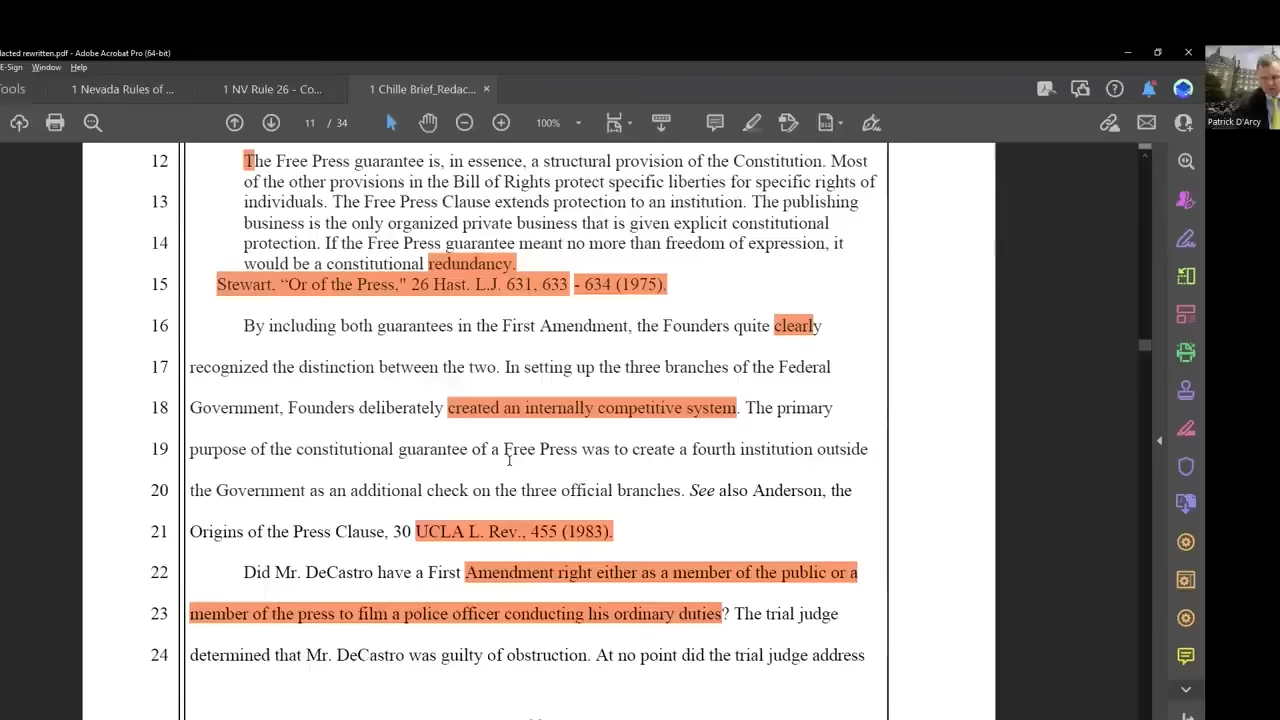 lacted rewritten.pdf - Adobe Acrobat Pro (64-bit)
E-Sign Window Help
Tools 1 Nevada Rules of ... 1 NV Rule 26 - Co... 1 Chille Brief_Redac... ×
11 / 34 100%
Patrick D'Arcy
12 The Free Press guarantee is, in essence, a structural provision of the Constitution. Most
of the other provisions in the Bill of Rights protect specific liberties for specific rights of
13 individuals. The Free Press Clause extends protection to an institution. The publishing
business is the only organized private business that is given explicit constitutional
14 protection. If the Free Press guarantee meant no more than freedom of expression, it
would be a constitutional redundancy.
15 Stewart, “Or of the Press," 26 Hast. L.J. 631, 633 - 634 (1975).
16 By including both guarantees in the First Amendment, the Founders quite clearly
17 recognized the distinction between the two. In setting up the three branches of the Federal
18 Government, Founders deliberately created an internally competitive system. The primary
19 purpose of the constitutional guarantee of a Free Press was to create a fourth institution outside
20 the Government as an additional check on the three official branches. See also Anderson, the
21 Origins of the Press Clause, 30 UCLA L. Rev., 455 (1983).
22 Did Mr. DeCastro have a First Amendment right either as a member of the public or a
23 member of the press to film a police officer conducting his ordinary duties? The trial judge
24 determined that Mr. DeCastro was guilty of obstruction. At no point did the trial judge address